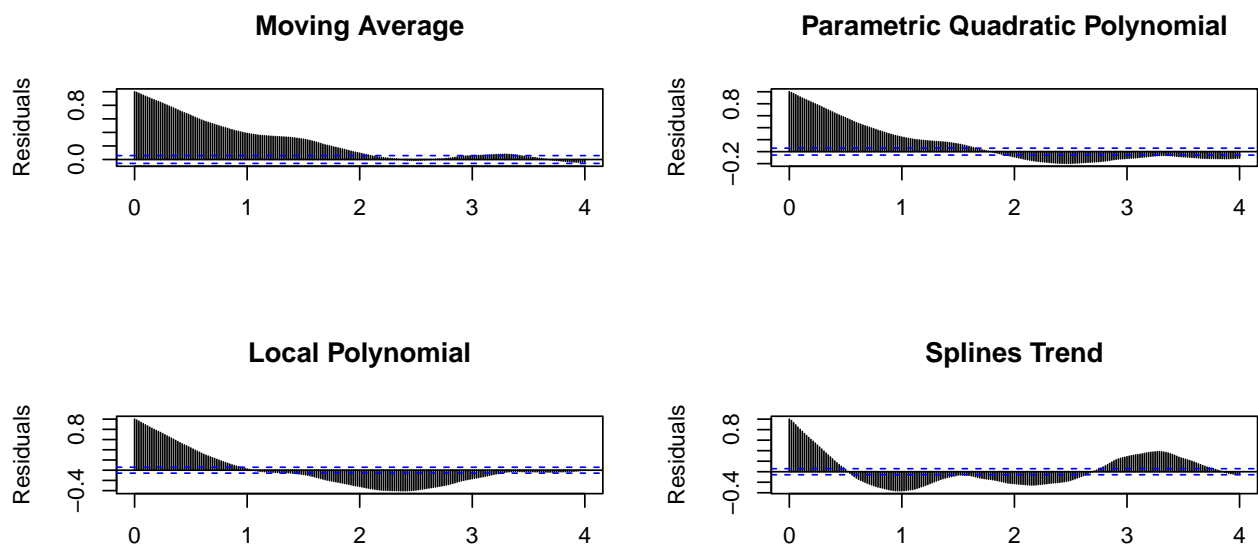 Moving Average
Residuals
0.0 0.8
0 1 2 3 4
Parametric Quadratic Polynomial
Residuals
−0.2 0.8
0 1 2 3 4
Local Polynomial
Residuals
−0.4 0.8
0 1 2 3 4
Splines Trend
Residuals
−0.4 0.8
0 1 2 3 4